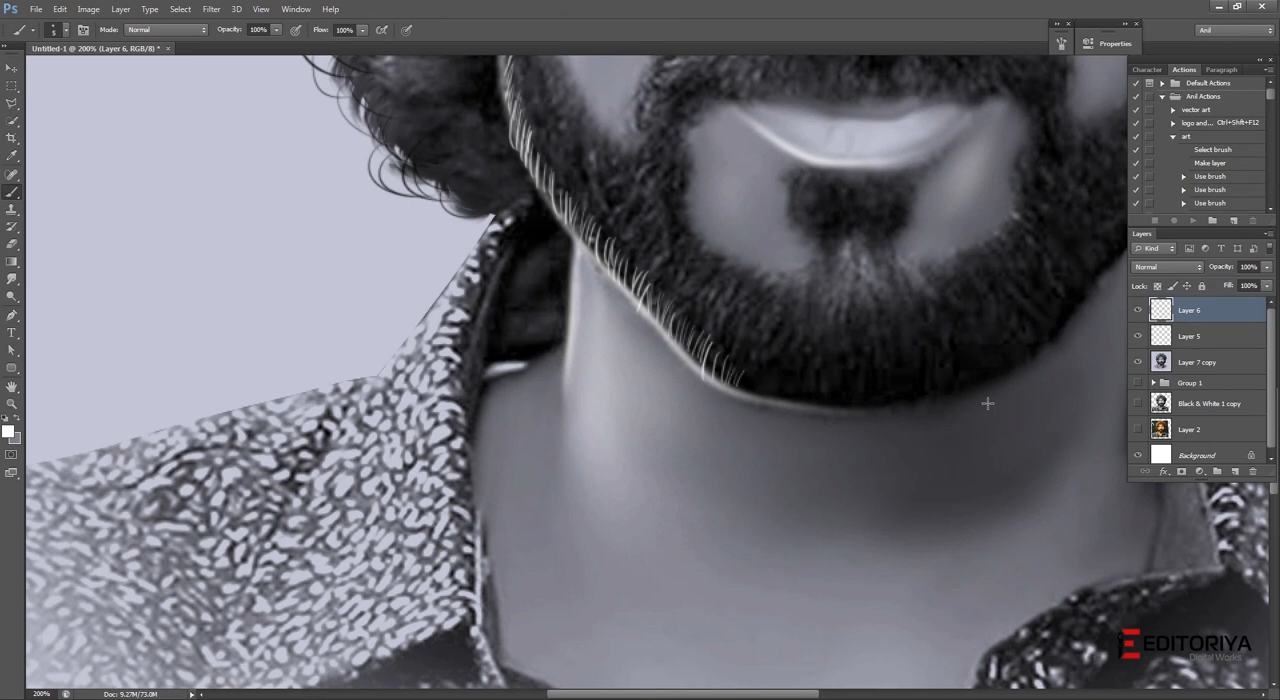 Ps File Edit Image Layer Type Select Filter 3D View Window Help
5 Mode: Normal Opacity: 100% Flow: 100% Properties Anil
Untitled-1 @ 200% (Layer 6, RGB/8) * ×
Character Actions Paragraph
Default Actions
Anil Actions
vector art
logo and... Ctrl+Shft+F12
art
Select brush
Make layer
Use brush
Use brush
Use brush
Layers
Kind
Normal Opacity: 100%
Lock: Fill: 100%
Layer 6
Layer 5
Layer 7 copy
Group 1
Black & White 1 copy
Layer 2
Background
EDITORIYA
Digital Works
200% Doc: 9.27M/73.0M